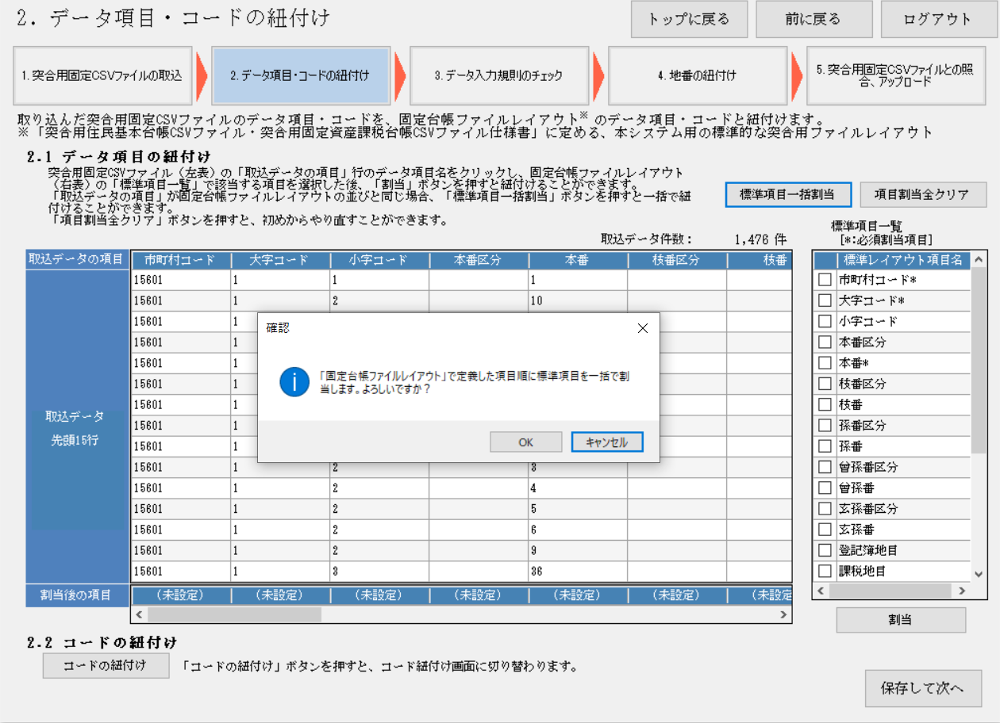 2. データ項目・コードの紐付け
トップに戻る
前に戻る
ログアウト
1.突合用固定CSVファイルの取込
2.データ項目・コードの紐付け
3.データ入力規則のチェック
4.地番の紐付け
5.突合用固定CSVファイルとの照
合、アップロード
取り込んだ突合用固定CSVファイルのデータ項目・コードを、固定台帳ファイルレイアウト※ のデータ項目・コードと紐付けます。
※「突合用住民基本台帳CSVファイル・突合用固定資産課税台帳CSVファイル仕様書」に定める、本システム用の標準的な突合用ファイルレイアウト
2.1 データ項目の紐付け
突合用固定CSVファイル（左表）の「取込データの項目」行のデータ項目名をクリックし、固定台帳ファイルレイアウト
（右表）の「標準項目一覧」で該当する項目を選択した後、「割当」ボタンを押すと紐付けることができます。
「取込データの項目」が固定台帳ファイルレイアウトの並びと同じ場合、「標準項目一括割当」ボタンを押すと一括で紐
付けることができます。
「項目割当全クリア」ボタンを押すと、初めからやり直すことができます。
標準項目一括割当
項目割当全クリア
取込データ件数： 1,476 件
標準項目一覧
[*:必須割当項目]
取込データの項目 市町村コード 大字コード 小字コード 本番区分 本番 枝番区分 枝番
15601 1 1 1
15601 1 2 10
15601 1
15601 1
15601 1
15601 1
15601 1
15601 1
15601 1
15601 1 2 3
15601 1 2 4
15601 1 2 5
15601 1 2 6
15601 1 2 9
15601 1 3 36
取込データ
先頭15行
割当後の項目 (未設定) (未設定) (未設定) (未設定) (未設定) (未設定) (未設定
確認
「固定台帳ファイルレイアウト」で定義した項目順に標準項目を一括で割
当します。よろしいですか？
OK
キャンセル
標準レイアウト項目名
市町村コード*
大字コード*
小字コード
本番区分
本番*
枝番区分
枝番
孫番区分
孫番
曾孫番区分
曾孫番
玄孫番区分
玄孫番
登記簿地目
課税地目
割当
2.2 コードの紐付け
コードの紐付け
「コードの紐付け」ボタンを押すと、コード紐付け画面に切り替わります。
保存して次へ